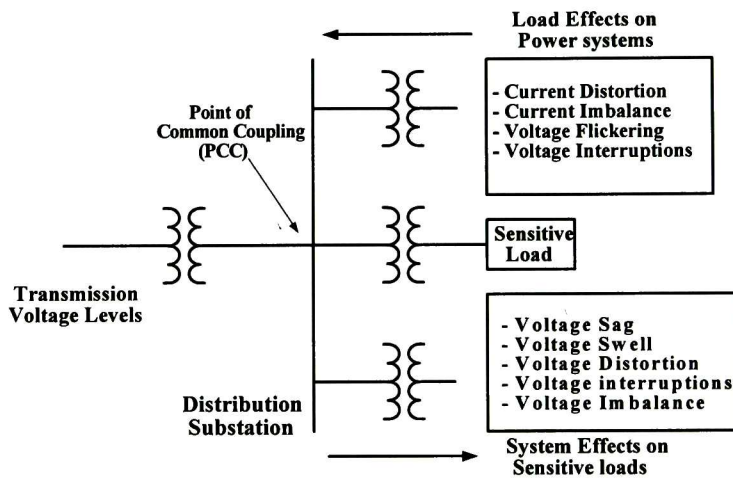 Load Effects on
Power systems
- Current Distortion
- Current Imbalance
- Voltage Flickering
- Voltage Interruptions
Point of
Common Coupling
(PCC)
Sensitive
Load
Transmission
Voltage Levels
- Voltage Sag
- Voltage Swell
- Voltage Distortion
- Voltage interruptions
- Voltage Imbalance
Distribution
Substation
System Effects on
Sensitive loads